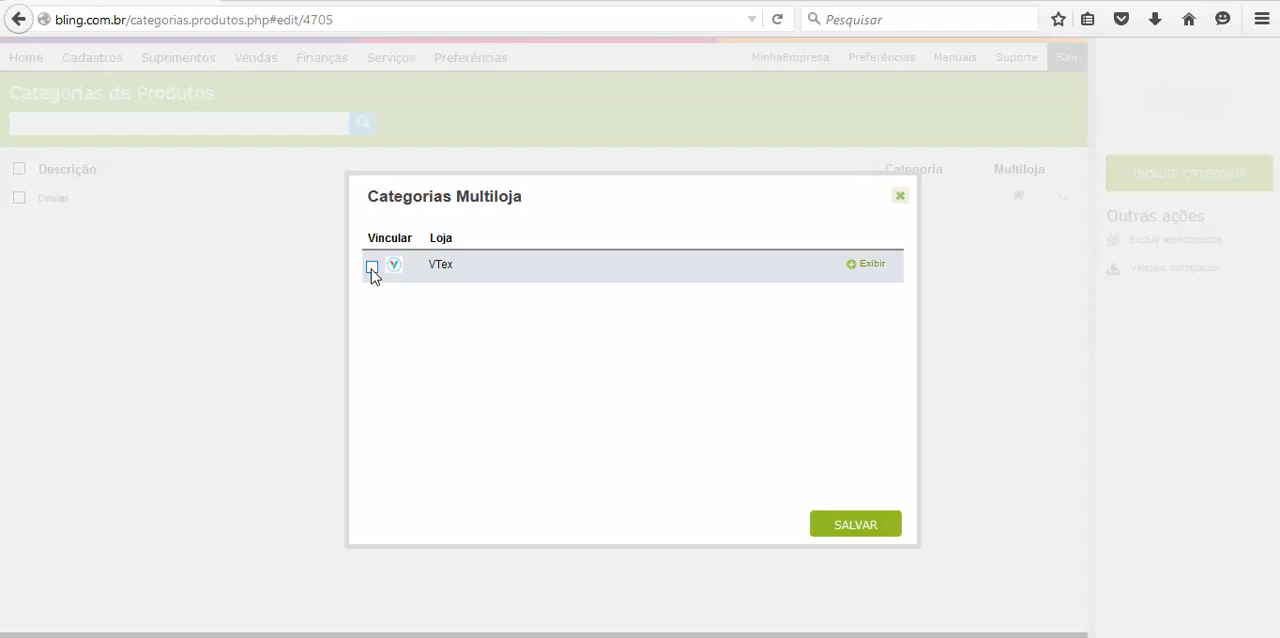 bling.com.br/categorias.produtos.php#edit/4705
Pesquisar
Home Cadastros Suprimentos Vendas Finanças Serviços Preferências MinhaEmpresa Preferências Manuais Suporte Sair
Categorias de Produtos
INCLUIR CATEGORIA
Descrição Categoria Multiloja
Celular
Outras ações
Excluir selecionados
Vincular categorias
Categorias Multiloja
Vincular Loja
VTex Exibir
SALVAR